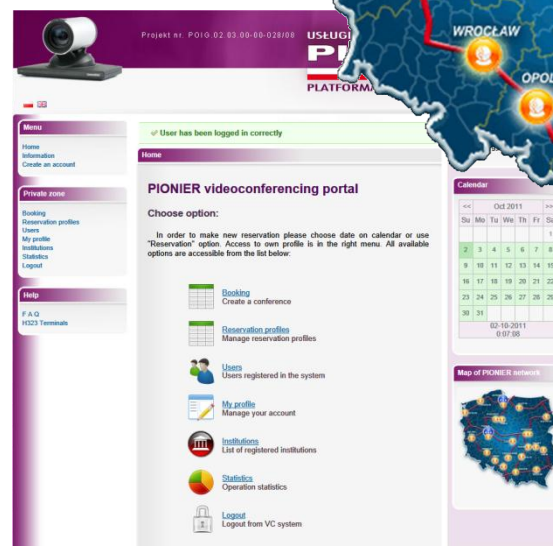 Projekt nr. POIG.02.03.00-00-028/08
USŁUGI
PLATFORMA
WROCŁAW
Menu
Home
Information
Create an account
Private zone
Booking
Reservation profiles
Users
My profile
Institutions
Statistics
Logout
Help
F A Q
H323 Terminals
User has been logged in correctly
Home
PIONIER videoconferencing portal
Choose option:
In order to make new reservation please choose date on calendar or use
"Reservation" option. Access to own profile is in the right menu. All available
options are accessible from the list below:
Booking
Create a conference
Reservation profiles
Manage reservation profiles
Users
Users registered in the system
My profile
Manage your account
Institutions
List of registered institutions
Statistics
Operation statistics
Logout
Logout from VC system
Calendar
<< Oct 2011 >>
Su Mo Tu We Th Fr Sa
1
2 3 4 5 6 7 8
9 10 11 12 13 14 15
16 17 18 19 20 21 22
23 24 25 26 27 28 29
30 31
02-10-2011
Map of PIONIER network